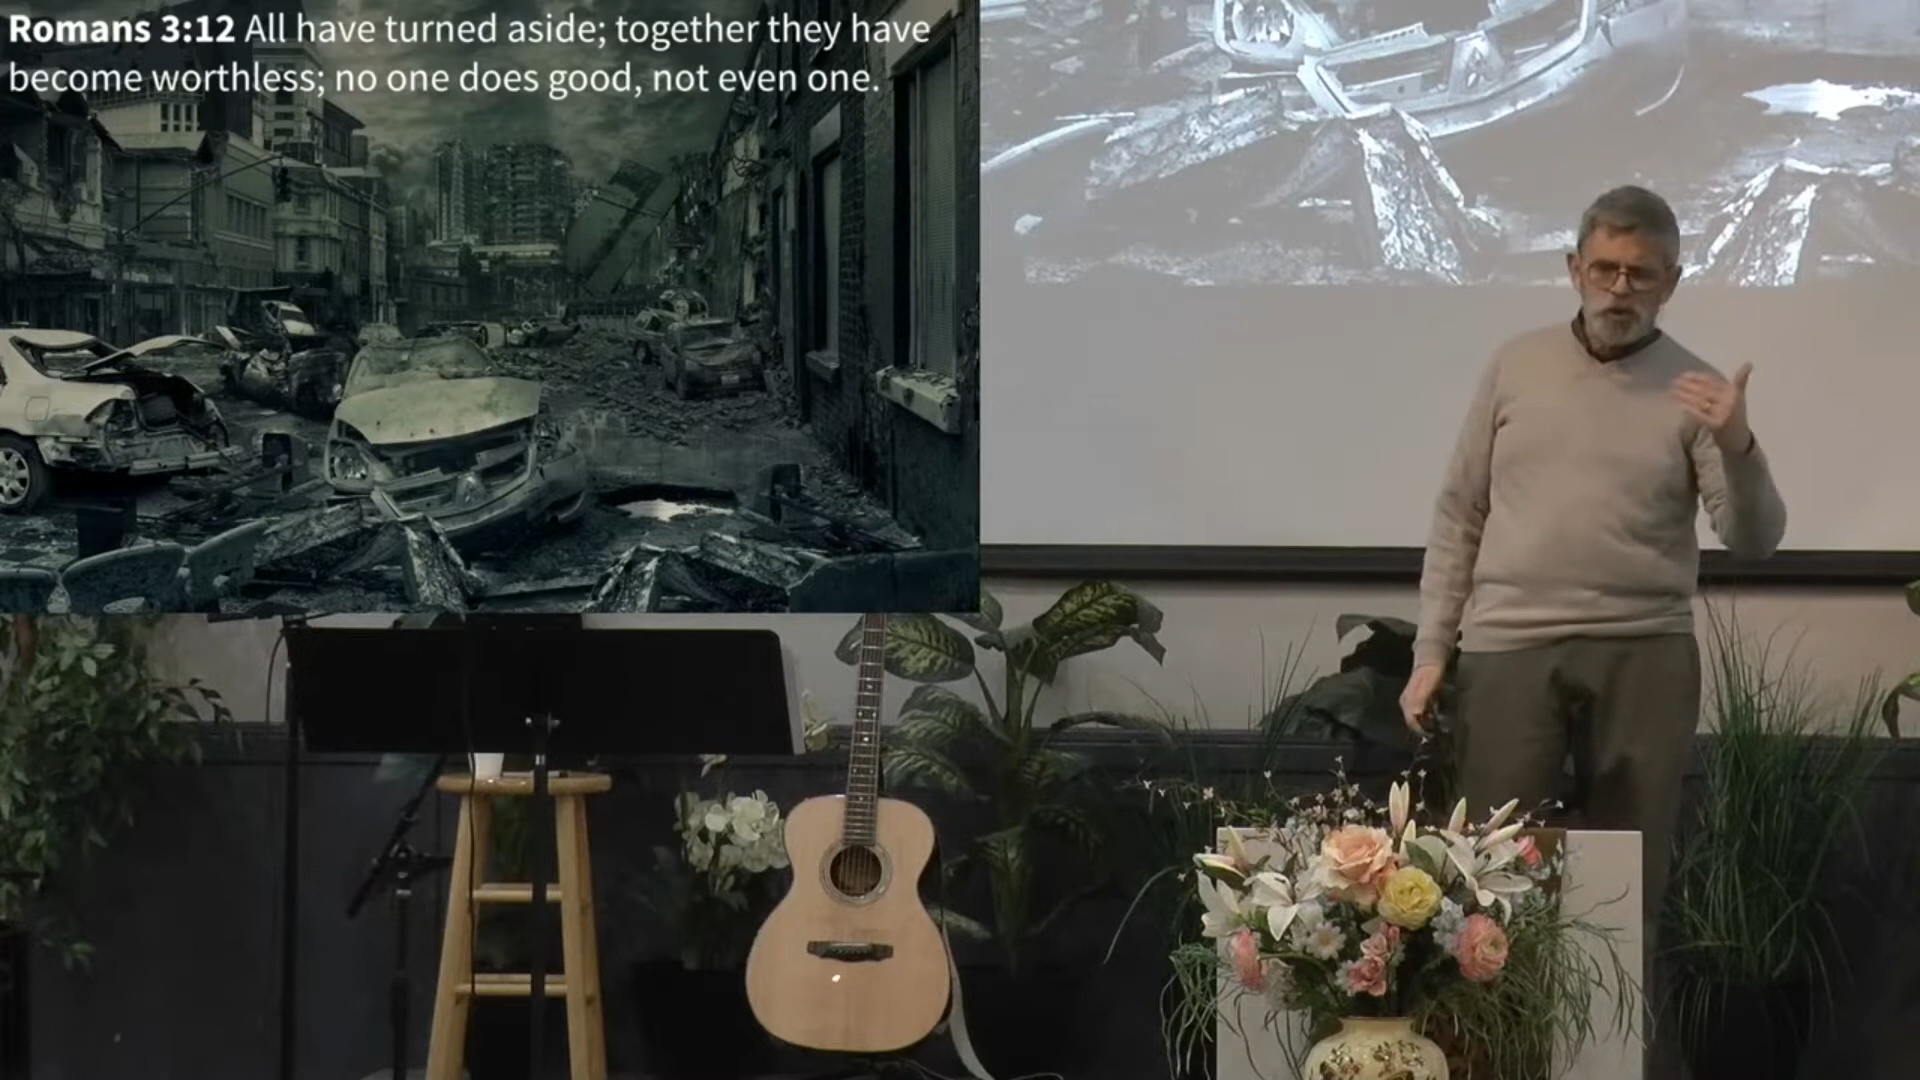 Romans 3:12 All have turned aside; together they have
become worthless; no one does good, not even one.